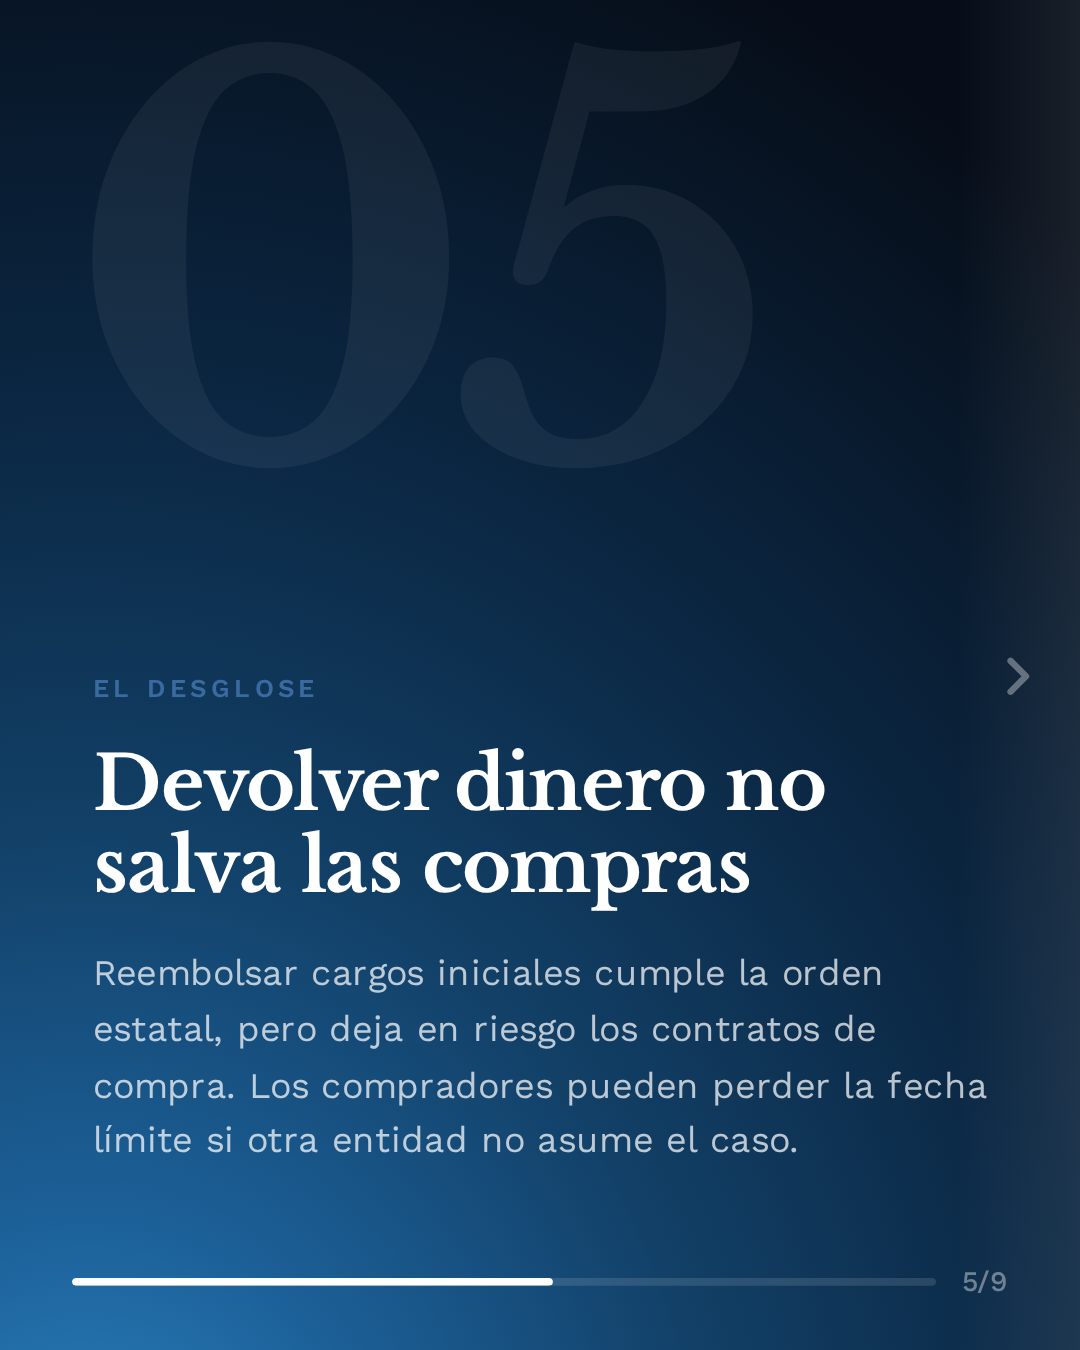 05
EL DESGLOSE
Devolver dinero no
salva las compras
Reembolsar cargos iniciales cumple la orden
estatal, pero deja en riesgo los contratos de
compra. Los compradores pueden perder la fecha
límite si otra entidad no asume el caso.
5/9